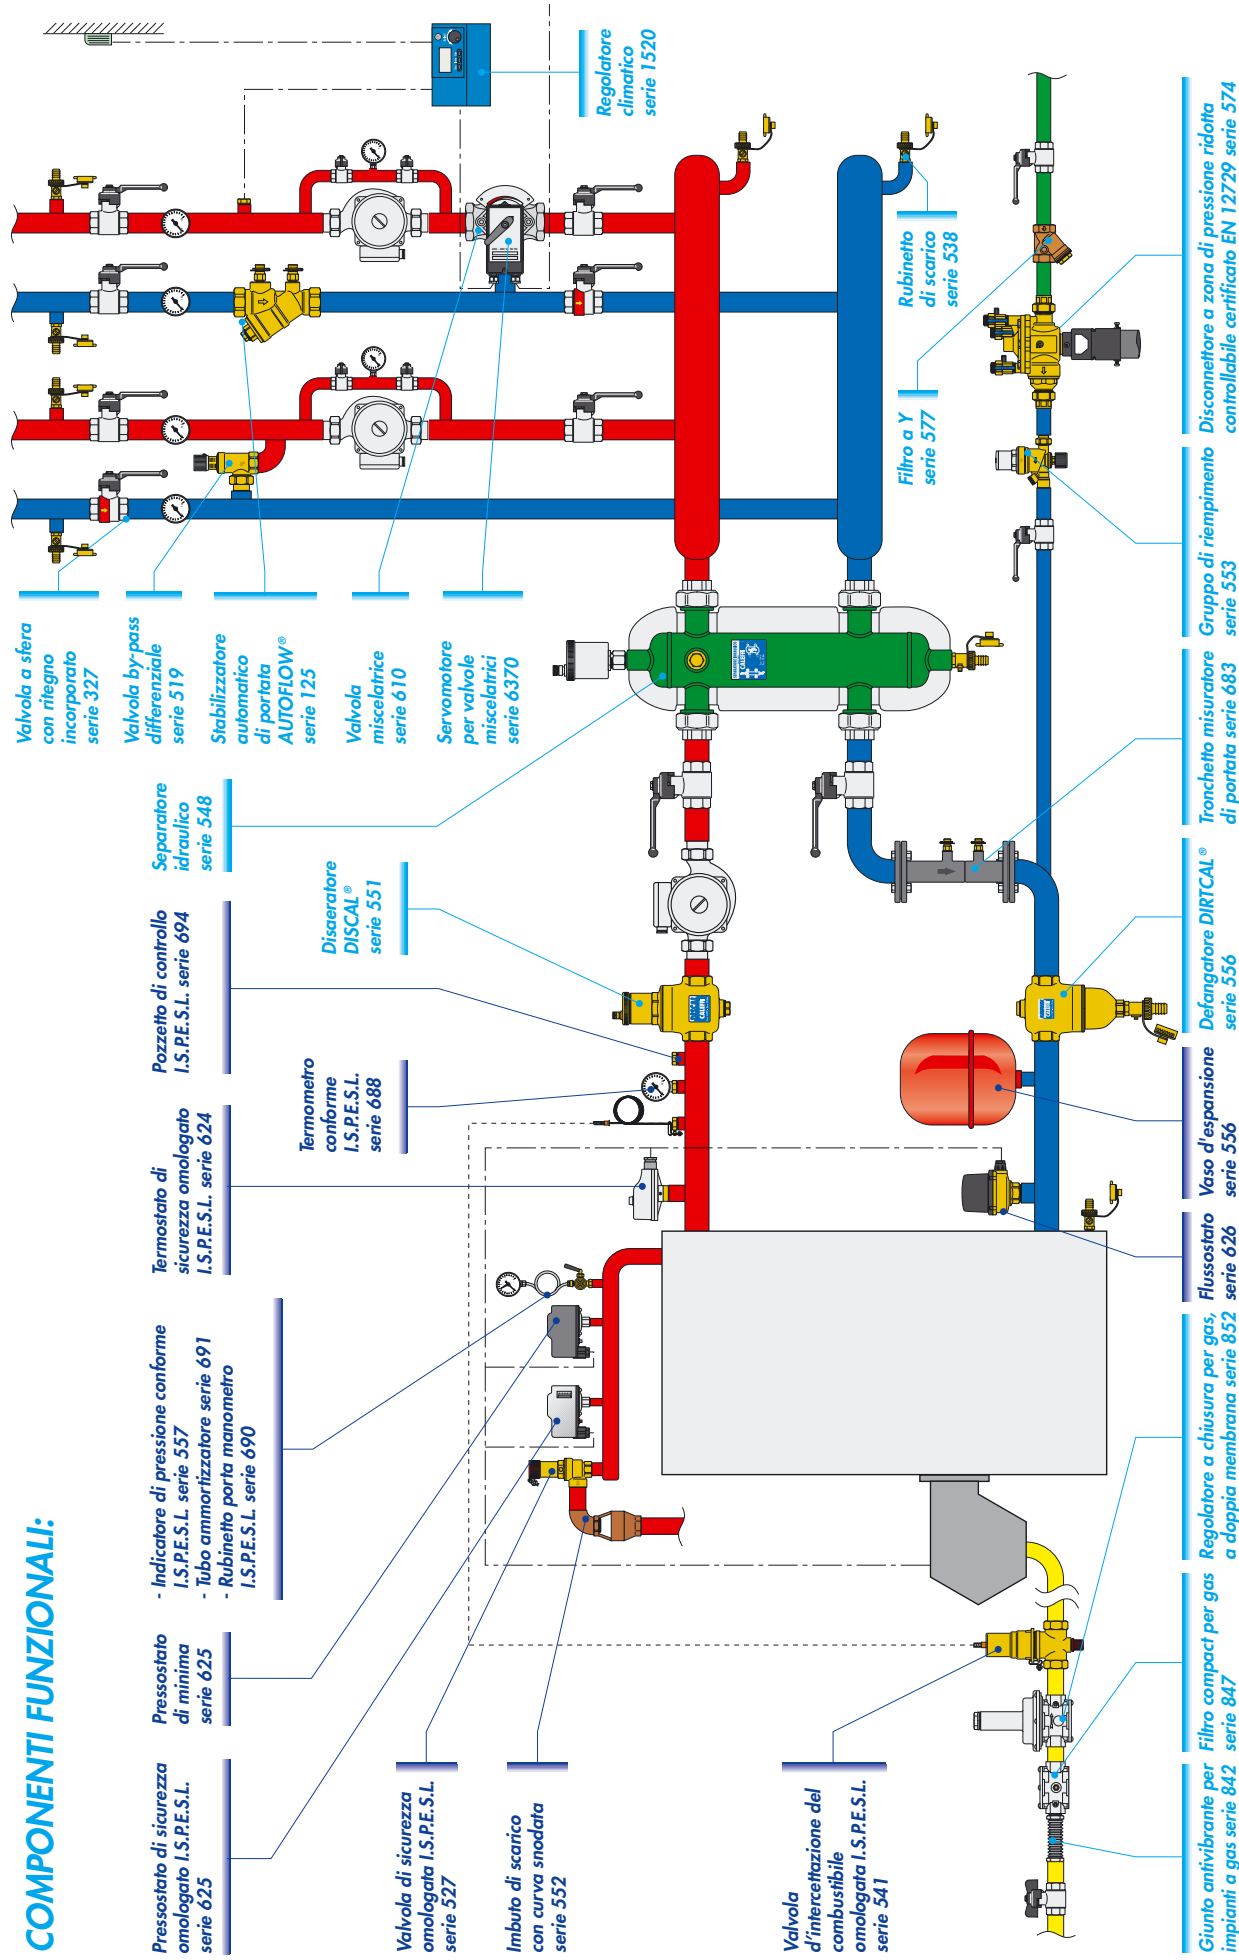 COMPONENTI FUNZIONALI:
Pressostato di sicurezza
omologato I.S.P.E.S.L.
serie 625
Pressostato
di minima
serie 625
- Indicatore di pressione conforme
I.S.P.E.S.L. serie 557
- Tubo ammortizzatore serie 691
- Rubinetto porta manometro
I.S.P.E.S.L. serie 690
Termostato di
sicurezza omologato
I.S.P.E.S.L. serie 624
Pozzetto di controllo
I.S.P.E.S.L. serie 694
Separatore
idraulico
serie 548
Valvola a sfera
con ritegno
incorporato
serie 327
Valvola by-pass
differenziale
serie 519
Stabilizzatore
automatico
di portata
AUTOFLOW®
serie 125
Valvola
miscelatrice
serie 610
Servomotore
per valvole
miscelatrici
serie 6370
Regolatore
climatico
serie 1520
Termometro
conforme
I.S.P.E.S.L.
serie 688
Disaeratore
DISCAL®
serie 551
Valvola di sicurezza
omologata I.S.P.E.S.L.
serie 527
Imbuto di scarico
con curva snodata
serie 552
Valvola
d'intercettazione del
combustibile
omologata I.S.P.E.S.L.
serie 541
Rubinetto
di scarico
serie 538
Filtro a Y
serie 577
CALEFFI
Giunto antivibrante per
impianti a gas serie 842
Filtro compact per gas
serie 847
Regolatore a chiusura per gas,
a doppia membrana serie 852
Flussostato
serie 626
Vaso d'espansione
serie 556
Defangatore DIRTCAL®
serie 556
Tronchetto misuratore
di portata serie 683
Gruppo di riempimento
serie 553
Disconnettore a zona di pressione ridotta
controllabile certificato EN 12729 serie 574